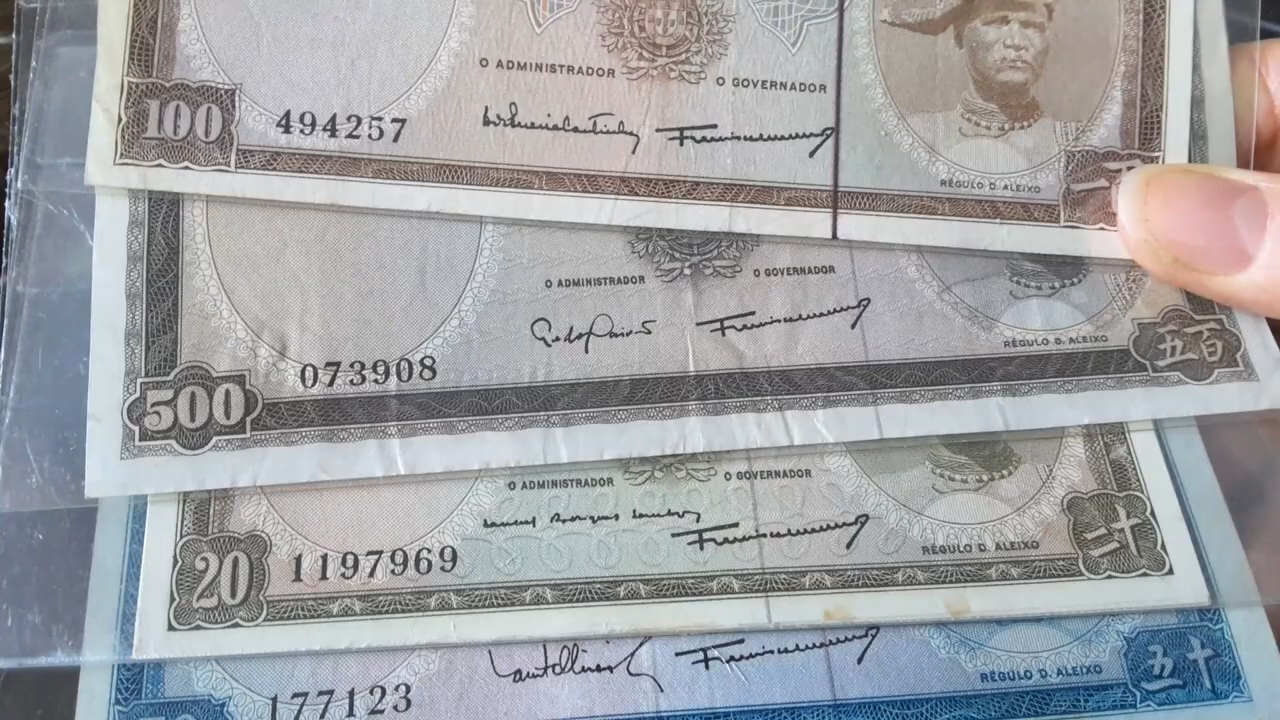 O ADMINISTRADOR
O GOVERNADOR
100
494257
RÉGULO D. ALEIXO
一
O ADMINISTRADOR
O GOVERNADOR
RÉGULO D. ALEIXO
五百
073908
500
O ADMINISTRADOR
O GOVERNADOR
20
1197969
RÉGULO D. ALEIXO
二十
177123
RÉGULO D. ALEIXO
五十